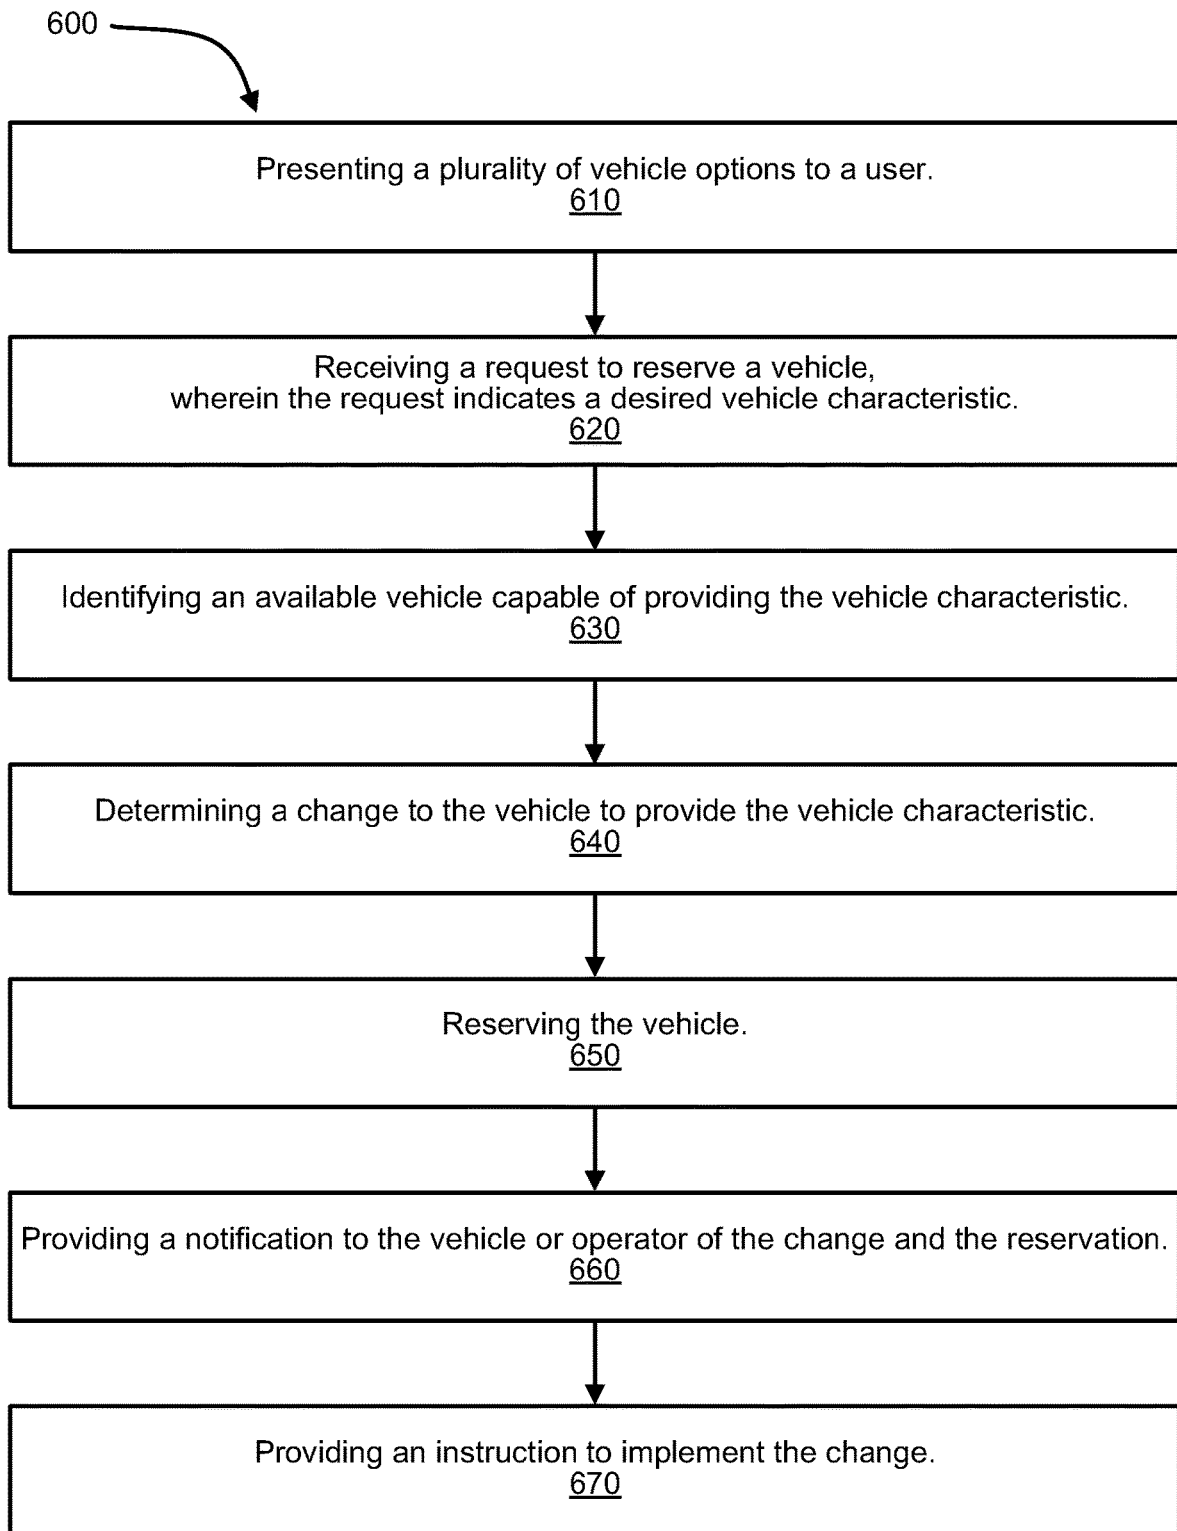 600
Presenting a plurality of vehicle options to a user.
610
Receiving a request to reserve a vehicle,
wherein the request indicates a desired vehicle characteristic.
620
Identifying an available vehicle capable of providing the vehicle characteristic.
630
Determining a change to the vehicle to provide the vehicle characteristic.
640
Reserving the vehicle.
650
Providing a notification to the vehicle or operator of the change and the reservation.
660
Providing an instruction to implement the change.
670